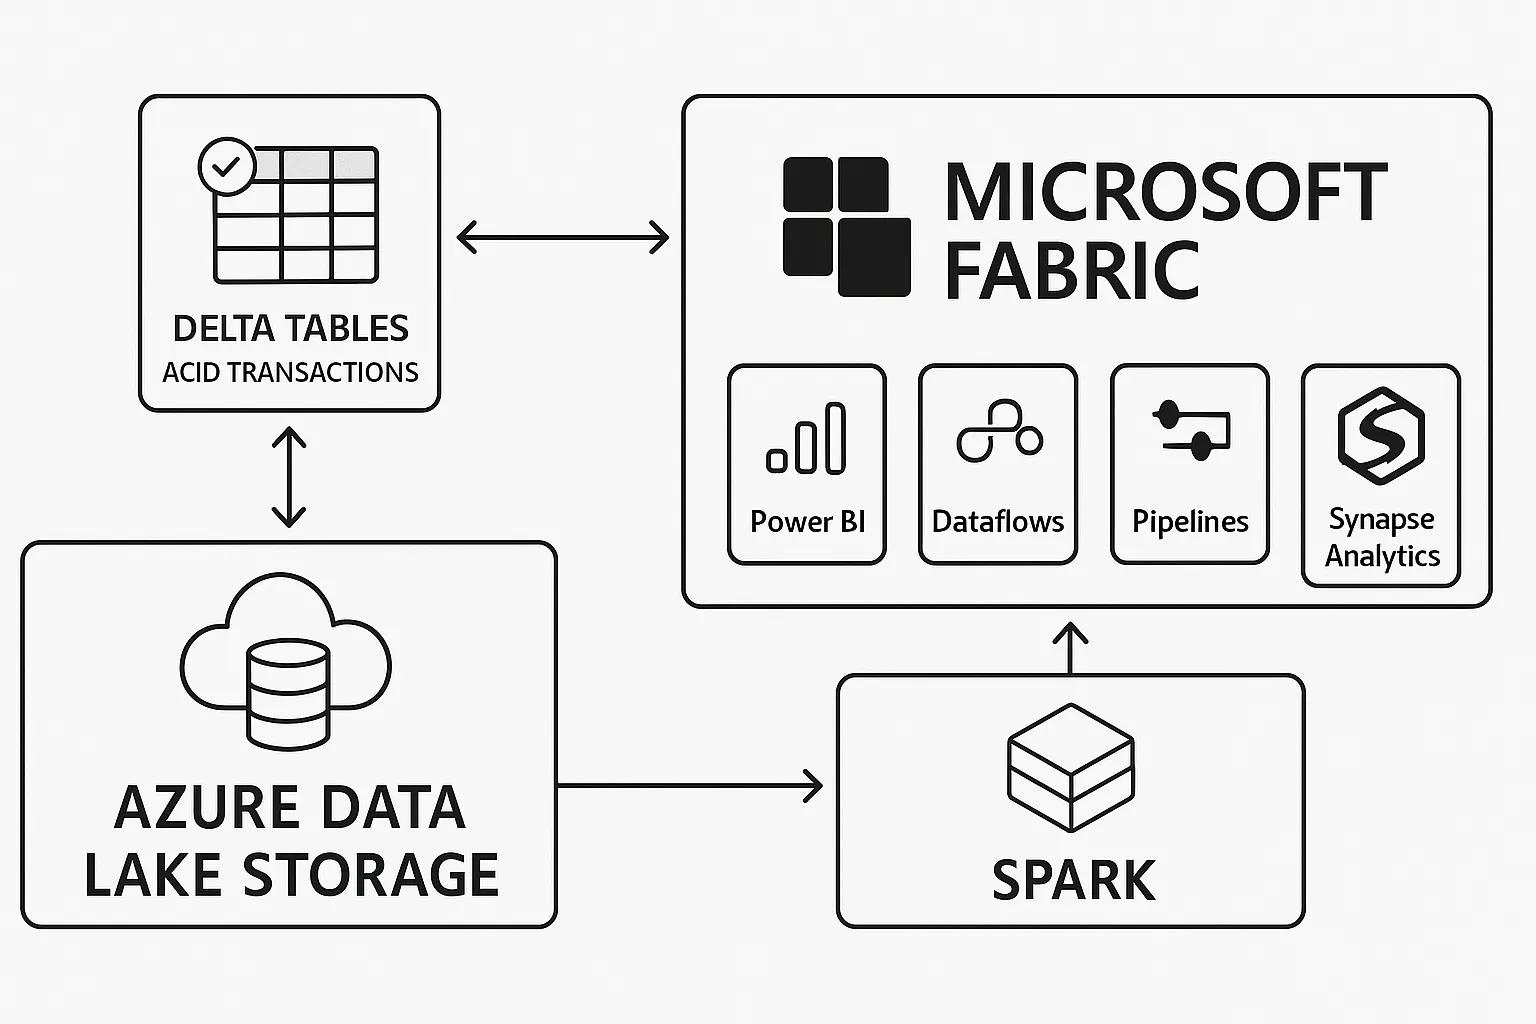 DELTA TABLES
ACID TRANSACTIONS
MICROSOFT
FABRIC
Power BI
Dataflows
Pipelines
Synapse
Analytics
AZURE DATA
LAKE STORAGE
SPARK